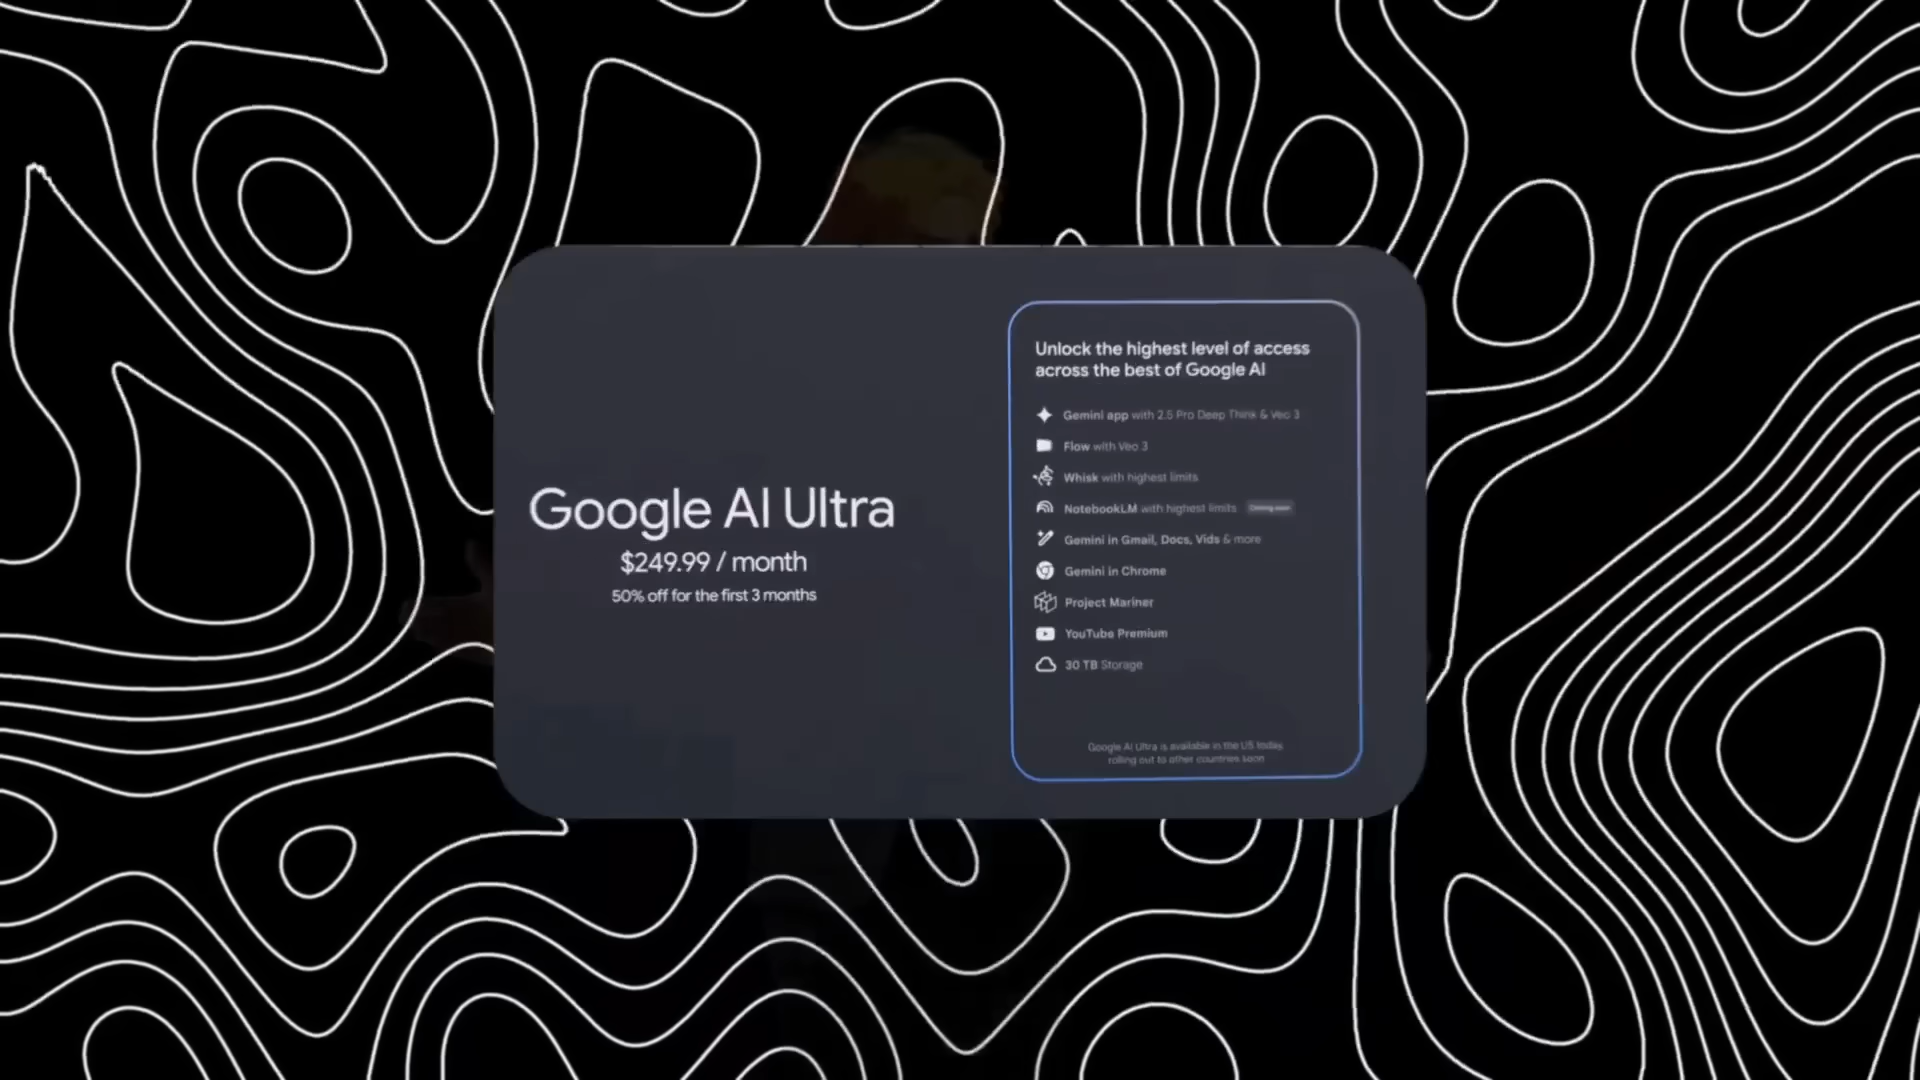 Google AI Ultra
$249.99 / month
50% off for the first 3 months
Unlock the highest level of access
across the best of Google AI
Gemini app with 2.5 Pro Deep Think & Veo 3
Flow with Veo 3
Whisk with highest limits
NotebookLM with highest limits Coming soon
Gemini in Gmail, Docs, Vids & more
Gemini in Chrome
Project Mariner
YouTube Premium
30 TB Storage
Google AI Ultra is available in the US today,
rolling out to other countries soon